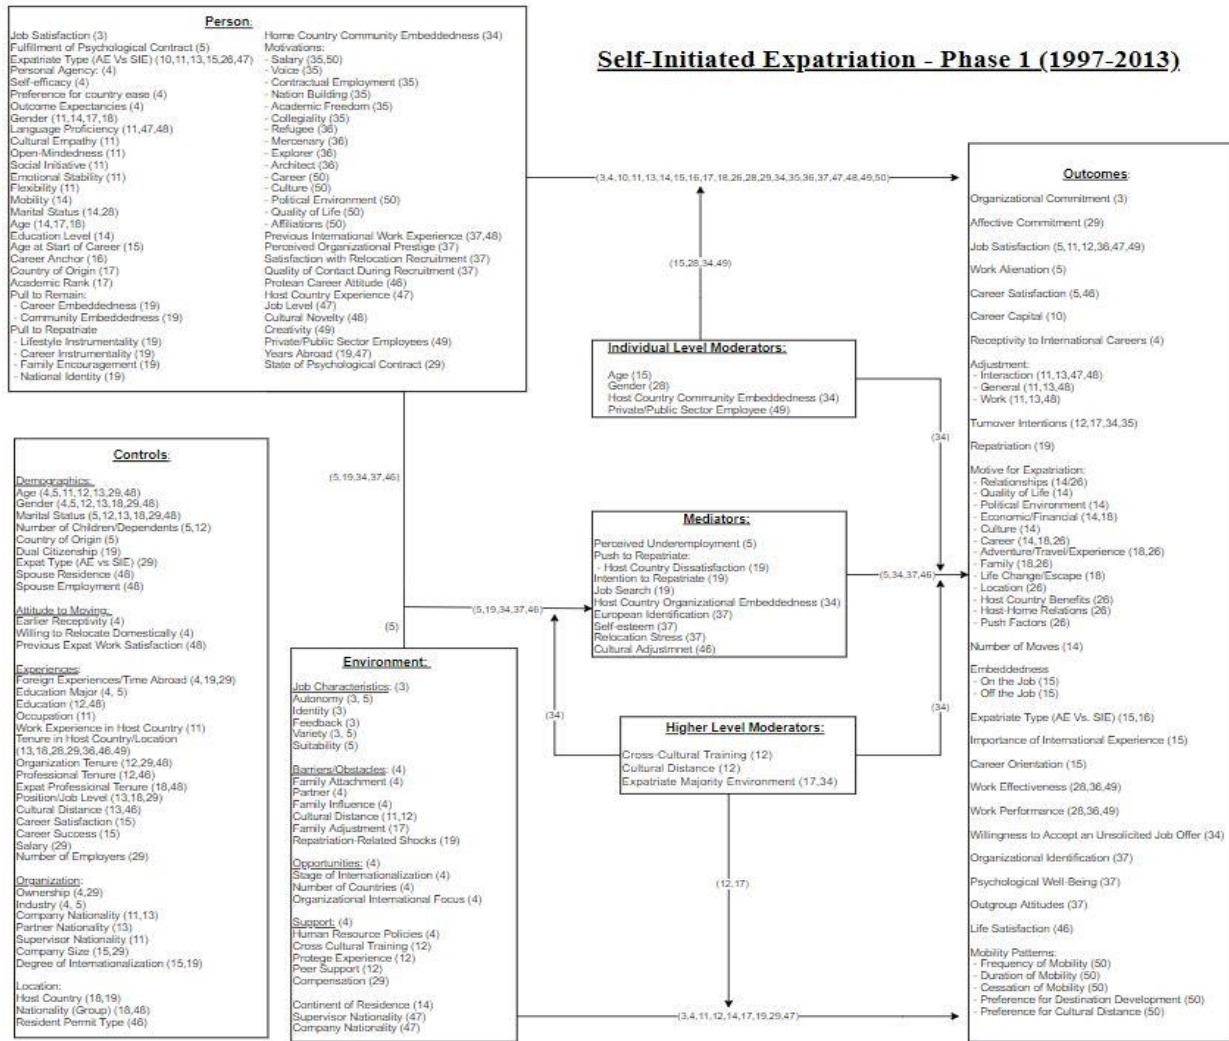 Self-Initiated Expatriation - Phase 1 (1997-2013)
Person:
Job Satisfaction (3)
Fulfillment of Psychological Contract (5)
Expatriate Type (AE Vs SIE) (10,11,13,15,26,47)
Personal Agency: (4)
Self-efficacy (4)
Preference for country ease (4)
Outcome Expectancies (4)
Gender (11,14,17,18)
Language Proficiency (11,47,48)
Cultural Empathy (11)
Open-Mindedness (11)
Social Initiative (11)
Emotional Stability (11)
Flexibility (11)
Mobility (14)
Marital Status (14,28)
Age (14,17,18)
Education Level (14)
Age at Start of Career (15)
Career Anchor (16)
Country of Origin (17)
Academic Rank (17)
Pull to Remain:
- Career Embeddedness (19)
- Community Embeddedness (19)
Pull to Repatriate
- Lifestyle Instrumentality (19)
- Career Instrumentality (19)
- Family Encouragement (19)
- National Identity (19)
Home Country Community Embeddedness (34)
Motivations:
- Salary (35,50)
- Voice (35)
- Contractual Employment (35)
- Nation Building (35)
- Academic Freedom (35)
- Collegiality (35)
- Refugee (36)
- Mercenary (36)
- Explorer (36)
- Architect (36)
- Career (50)
- Culture (50)
- Political Environment (50)
- Quality of Life (50)
- Affiliations (50)
Previous International Work Experience (37,48)
Perceived Organizational Prestige (37)
Satisfaction with Relocation Recruitment (37)
Quality of Contact During Recruitment (37)
Protean Career Attitude (46)
Host Country Experience (47)
Job Level (47)
Cultural Novelty (48)
Creativity (49)
Private/Public Sector Employees (49)
Years Abroad (19,47)
State of Psychological Contract (29)
(3,4,10,11,13,14,15,16,17,18,26,28,29,34,35,36,37,47,48,49,50)
(15,28,34,49)
Individual Level Moderators:
Age (15)
Gender (28)
Host Country Community Embeddedness (34)
Private/Public Sector Employee (49)
(34)
(5,19,34,37,46)
Mediators:
Perceived Underemployment (5)
Push to Repatriate:
- Host Country Dissatisfaction (19)
Intention to Repatriate (19)
Job Search (19)
Host Country Organizational Embeddedness (34)
European Identification (37)
Self-esteem (37)
Relocation Stress (37)
Cultural Adjustmnet (46)
(5,34,37,46)
(5,19,34,37,46)
(5)
(34)
(34)
Higher Level Moderators:
Cross-Cultural Training (12)
Cultural Distance (12)
Expatriate Majority Environment (17,34)
(12,17)
Controls:
Demographics:
Age (4,5,11,12,13,29,48)
Gender (4,5,12,13,18,29,48)
Marital Status (5,12,13,18,29,48)
Number of Children/Dependents (5,12)
Country of Origin (5)
Dual Citizenship (19)
Expat Type (AE vs SIE) (29)
Spouse Residence (48)
Spouse Employment (48)
Attitude to Moving:
Earlier Receptivity (4)
Willing to Relocate Domestically (4)
Previous Expat Work Satisfaction (48)
Experiences:
Foreign Experiences/Time Abroad (4,19,29)
Education Major (4, 5)
Education (12,48)
Occupation (11)
Work Experience in Host Country (11)
Tenure in Host Country/Location
(13,18,28,29,36,46,49)
Organization Tenure (12,29,48)
Professional Tenure (12,46)
Expat Professional Tenure (18,48)
Position/Job Level (13,18,29)
Cultural Distance (13,46)
Career Satisfaction (15)
Career Success (15)
Salary (29)
Number of Employers (29)
Organization:
Ownership (4,29)
Industry (4, 5)
Company Nationality (11,13)
Partner Nationality (13)
Supervisor Nationality (11)
Company Size (15,29)
Degree of Internationalization (15,19)
Location:
Host Country (18,19)
Nationality (Group) (18,48)
Resident Permit Type (46)
Environment:
Job Characteristics: (3)
Autonomy (3, 5)
Identity (3)
Feedback (3)
Variety (3, 5)
Suitability (5)
Barriers/Obstacles: (4)
Family Attachment (4)
Partner (4)
Family Influence (4)
Cultural Distance (11,12)
Family Adjustment (17)
Repatriation-Related Shocks (19)
Opportunities: (4)
Stage of Internationalization (4)
Number of Countries (4)
Organizational International Focus (4)
Support: (4)
Human Resource Policies (4)
Cross Cultural Training (12)
Protege Experience (12)
Peer Support (12)
Compensation (29)
Continent of Residence (14)
Supervisor Nationality (47)
Company Nationality (47)
(3,4,11,12,14,17,19,29,47)
Outcomes:
Organizational Commitment (3)
Affective Commitment (29)
Job Satisfaction (5,11,12,36,47,49)
Work Alienation (5)
Career Satisfaction (5,46)
Career Capital (10)
Receptivity to International Careers (4)
Adjustment:
- Interaction (11,13,47,48)
- General (11,13,48)
- Work (11,13,48)
Turnover Intentions (12,17,34,35)
Repatriation (19)
Motive for Expatriation:
- Relationships (14/26)
- Quality of Life (14)
- Political Environment (14)
- Economic/Financial (14,18)
- Culture (14)
- Career (14,18,26)
- Adventure/Travel/Experience (18,26)
- Family (18,26)
- Life Change/Escape (18)
- Location (26)
- Host Country Benefits (26)
- Host-Home Relations (26)
- Push Factors (26)
Number of Moves (14)
Embeddedness
- On the Job (15)
- Off the Job (15)
Expatriate Type (AE Vs. SIE) (15,16)
Importance of International Experience (15)
Career Orientation (15)
Work Effectiveness (28,36,49)
Work Performance (28,36,49)
Willingness to Accept an Unsolicited Job Offer (34)
Organizational Identification (37)
Psychological Well-Being (37)
Outgroup Attitudes (37)
Life Satisfaction (46)
Mobility Patterns:
- Frequency of Mobility (50)
- Duration of Mobility (50)
- Cessation of Mobility (50)
- Preference for Destination Development (50)
- Preference for Cultural Distance (50)